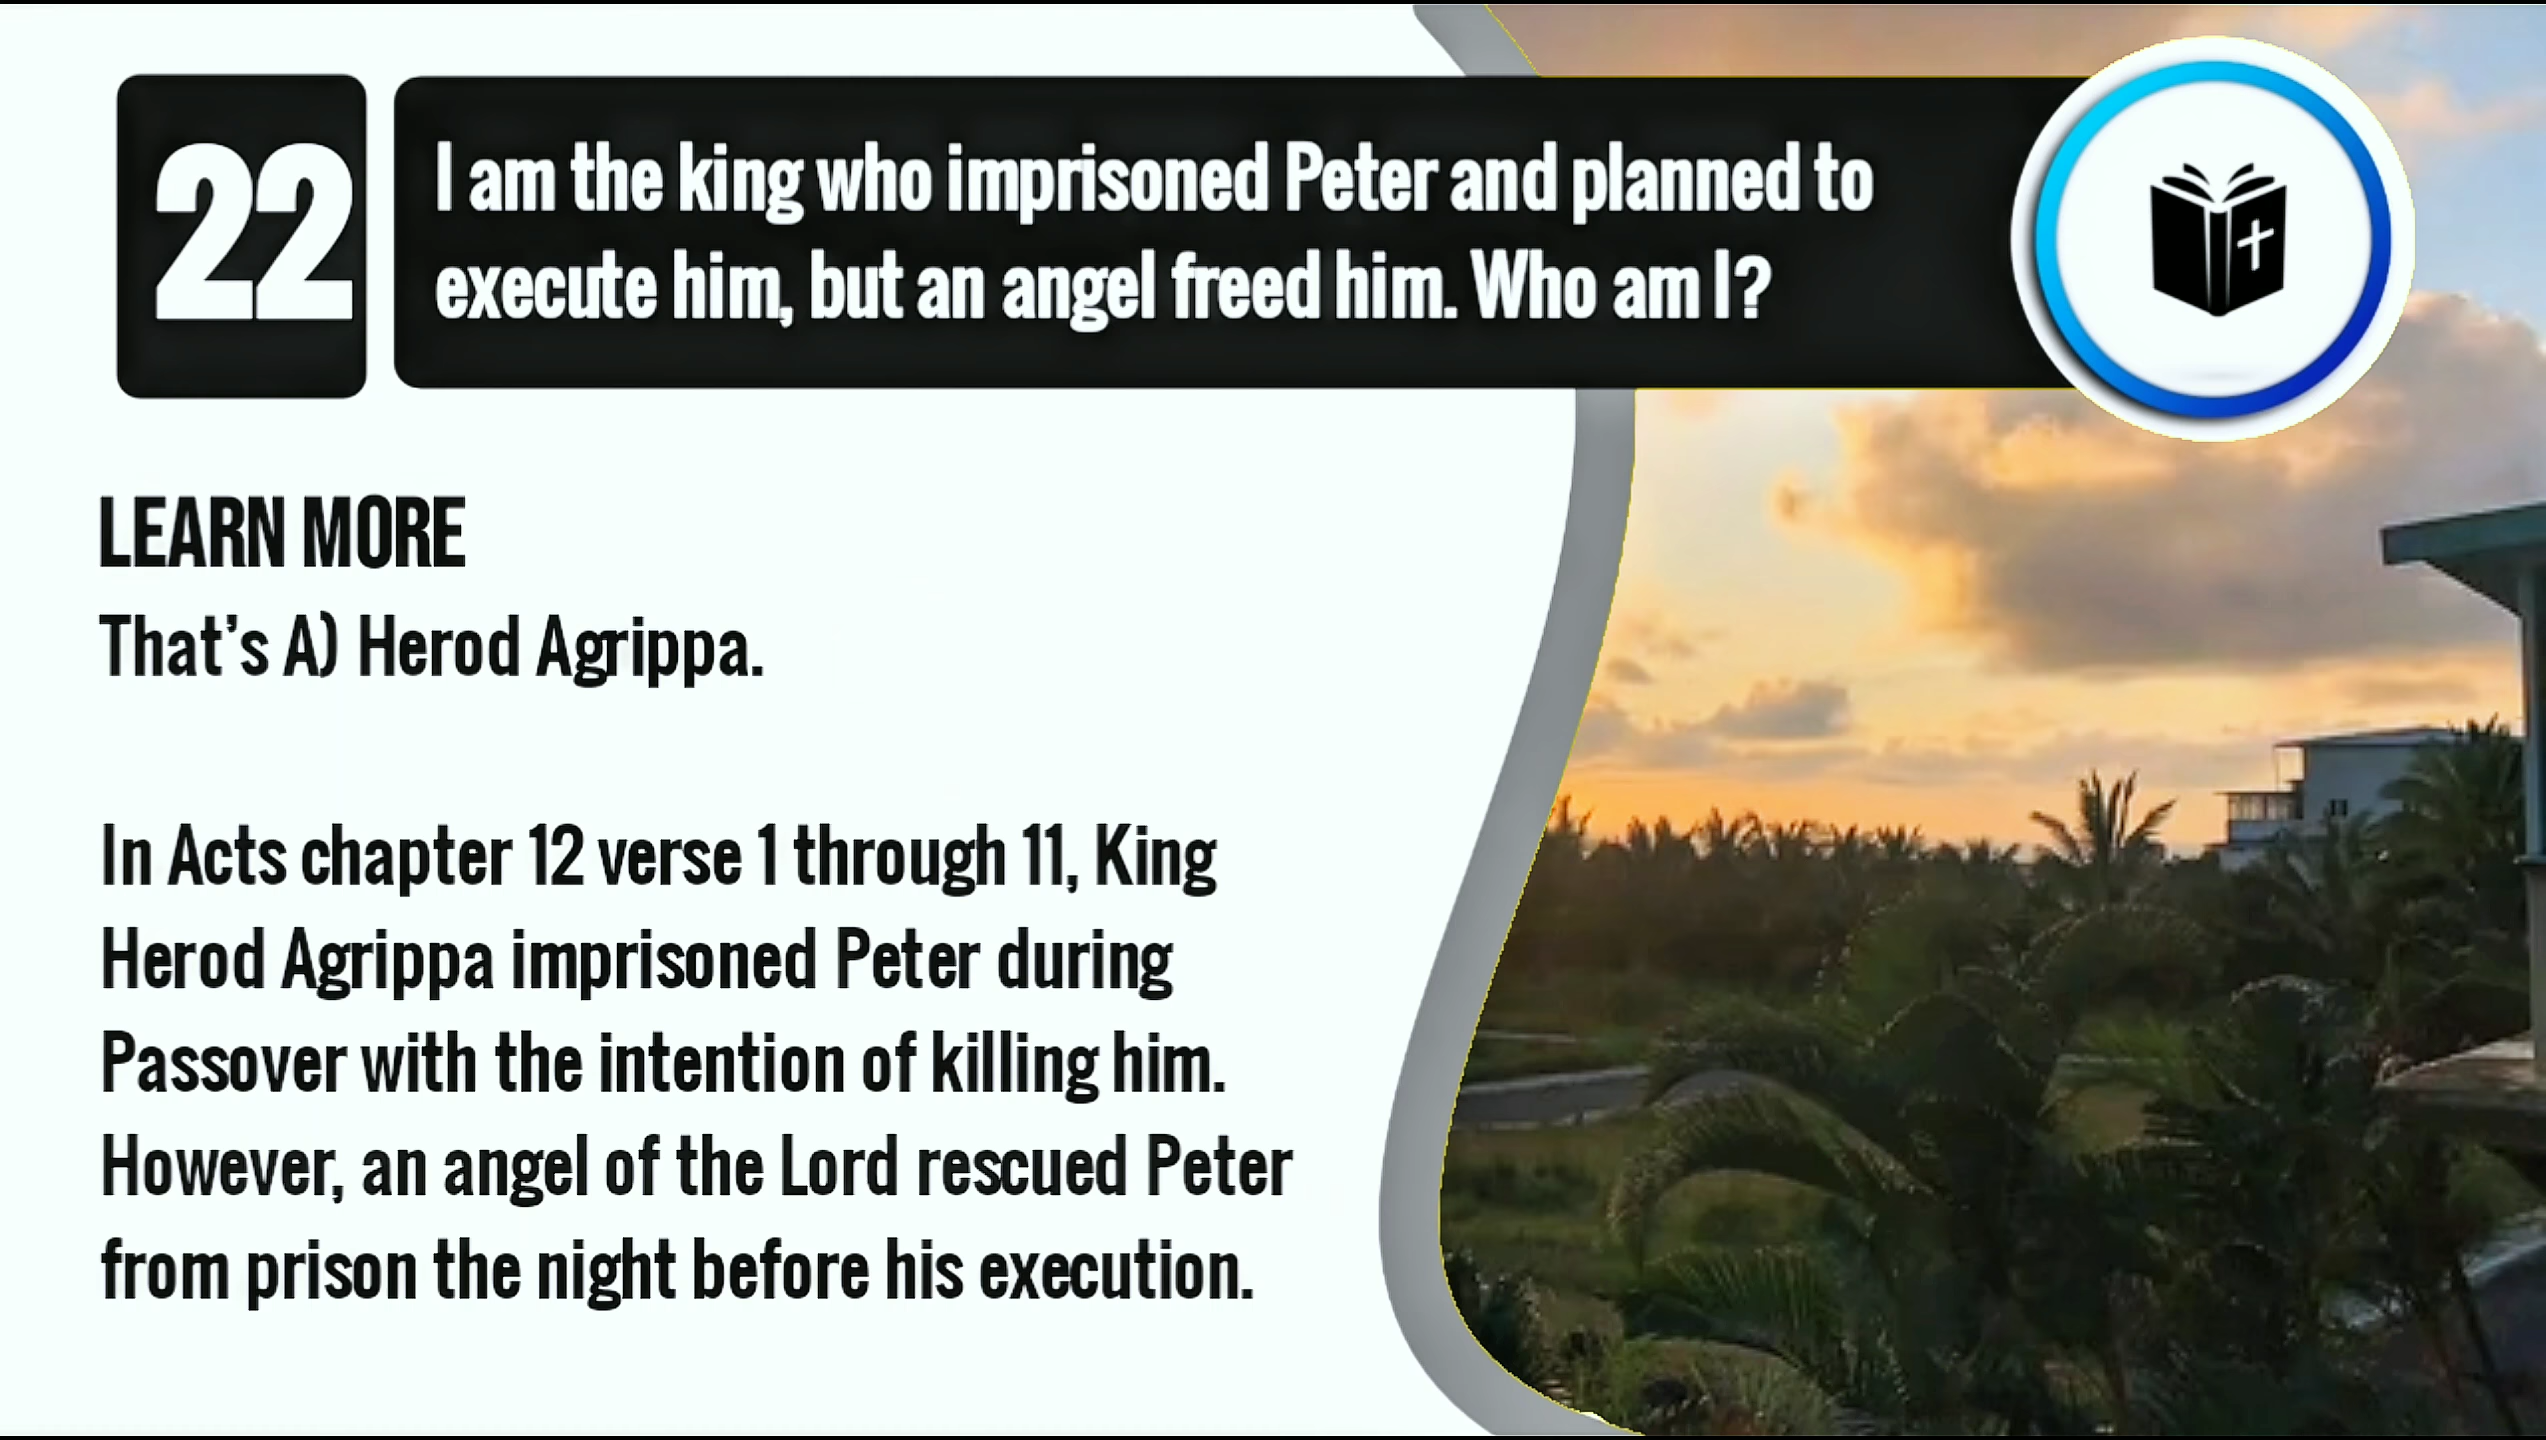 22
I am the king who imprisoned Peter and planned to
execute him, but an angel freed him. Who am I?
LEARN MORE
That's A) Herod Agrippa.
In Acts chapter 12 verse 1 through 11, King
Herod Agrippa imprisoned Peter during
Passover with the intention of killing him.
However, an angel of the Lord rescued Peter
from prison the night before his execution.